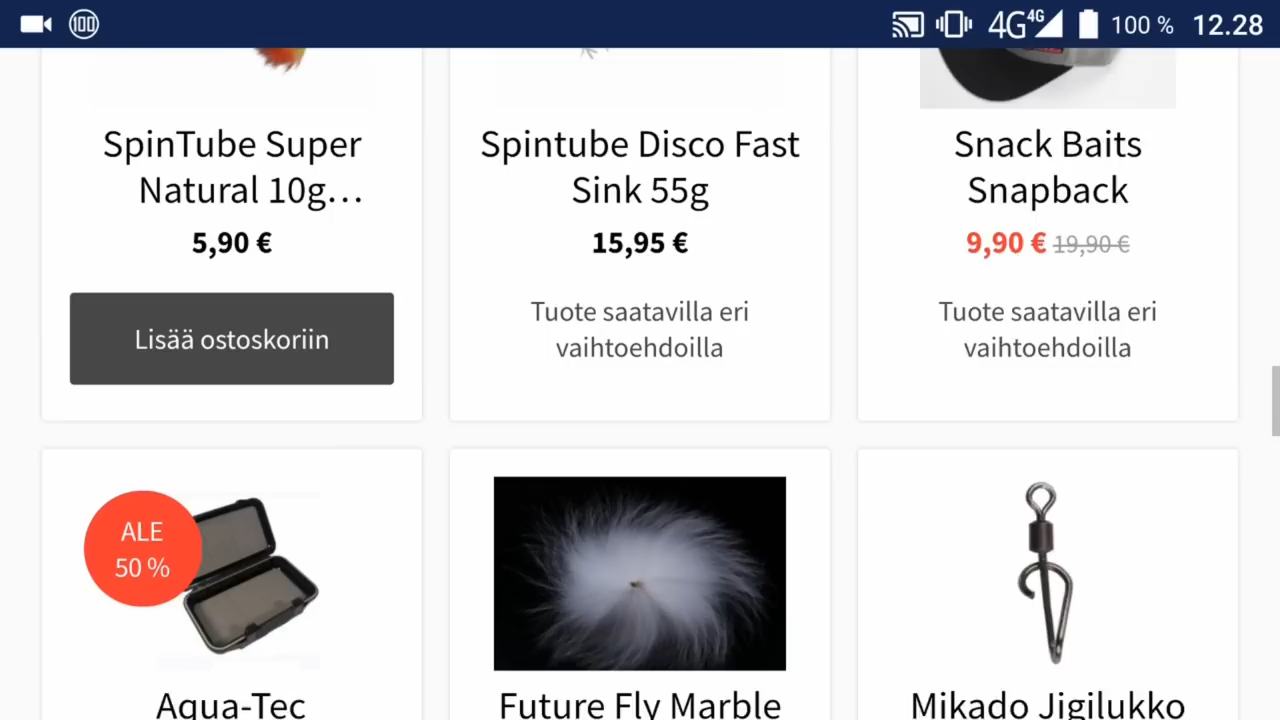 100 4G 4G 100 % 12.28
SpinTube Super
Natural 10g…
5,90 €
Lisää ostoskoriin
Spintube Disco Fast
Sink 55g
15,95 €
Tuote saatavilla eri
vaihtoehdoilla
Snack Baits
Snapback
9,90 € 19,90 €
Tuote saatavilla eri
vaihtoehdoilla
ALE
50 %
Aqua-Tec
Future Fly Marble
Mikado Jigilukko